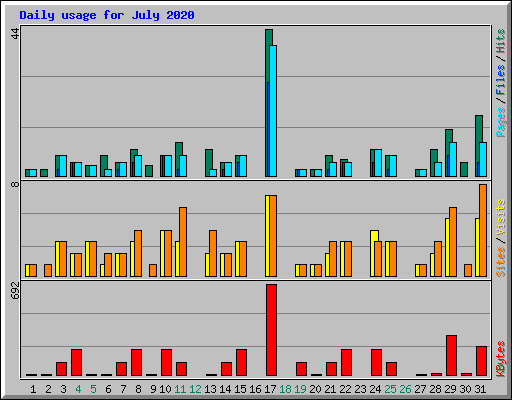 Daily usage for July 2020
44
Pages / Files / Hits
8
Sites / Visits
692
KBytes
1 2 3 4 5 6 7 8 9 10 11 12 13 14 15 16 17 18 19 20 21 22 23 24 25 26 27 28 29 30 31